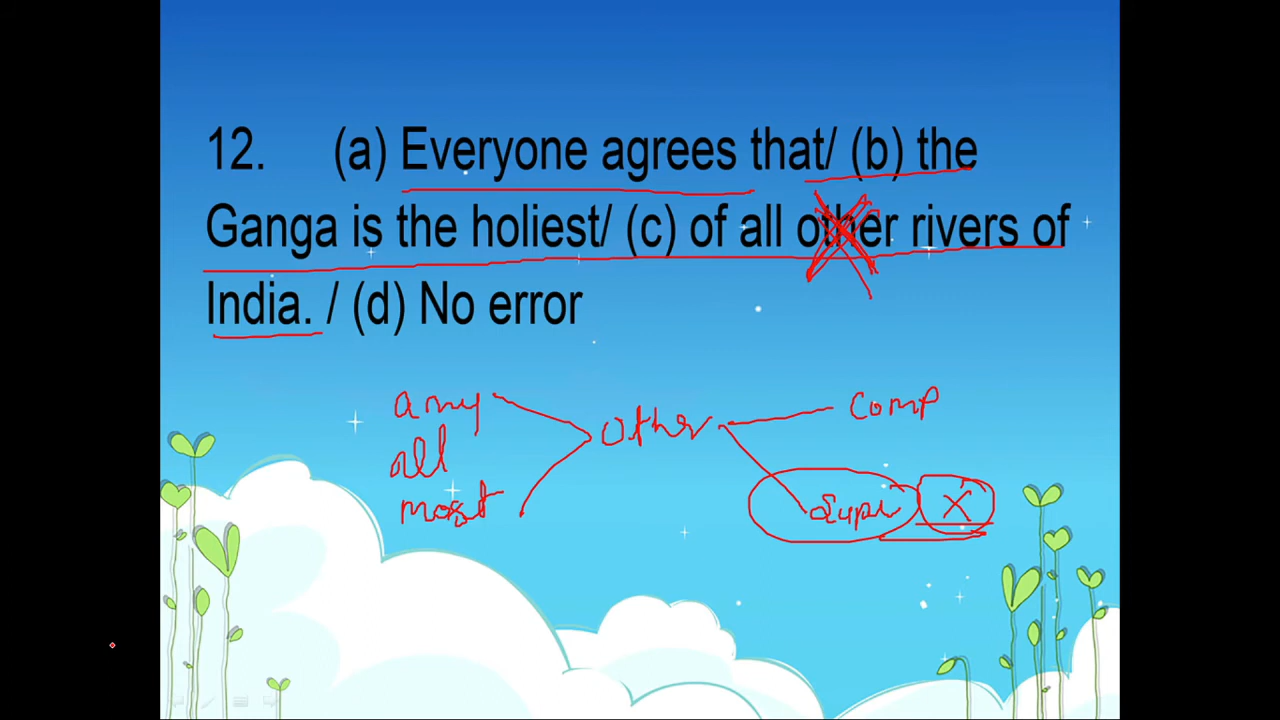 12. (a) Everyone agrees that/ (b) the
Ganga is the holiest/ (c) of all other rivers of
India. / (d) No error
any
all
most
other
comp
Supr X